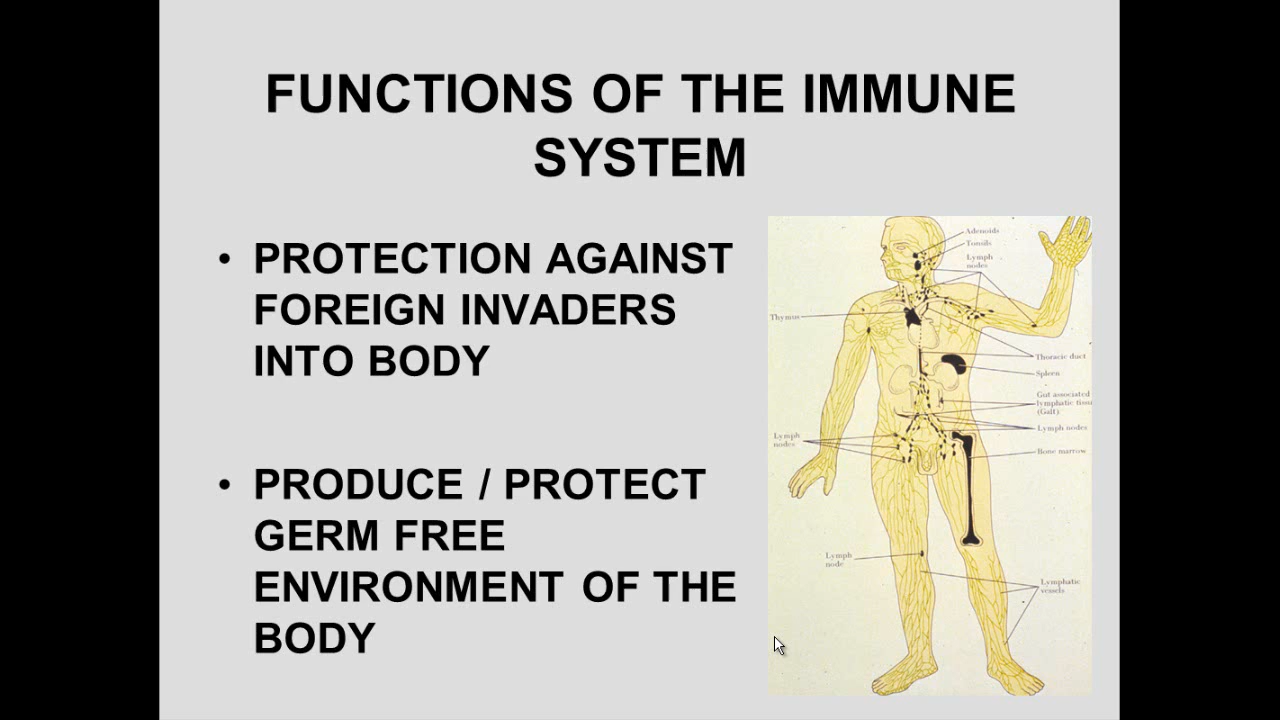 FUNCTIONS OF THE IMMUNE
SYSTEM
• PROTECTION AGAINST
FOREIGN INVADERS
INTO BODY
• PRODUCE / PROTECT
GERM FREE
ENVIRONMENT OF THE
BODY
Adenoids
Tonsils
Lymph
nodes
Thymus
Thoracic duct
Spleen
Gut associated
lymphatic tissu
(Galt)
Lymph nodes
Lymph
nodes
Bone marrow
Lymph
node
Lymphatic
vessels